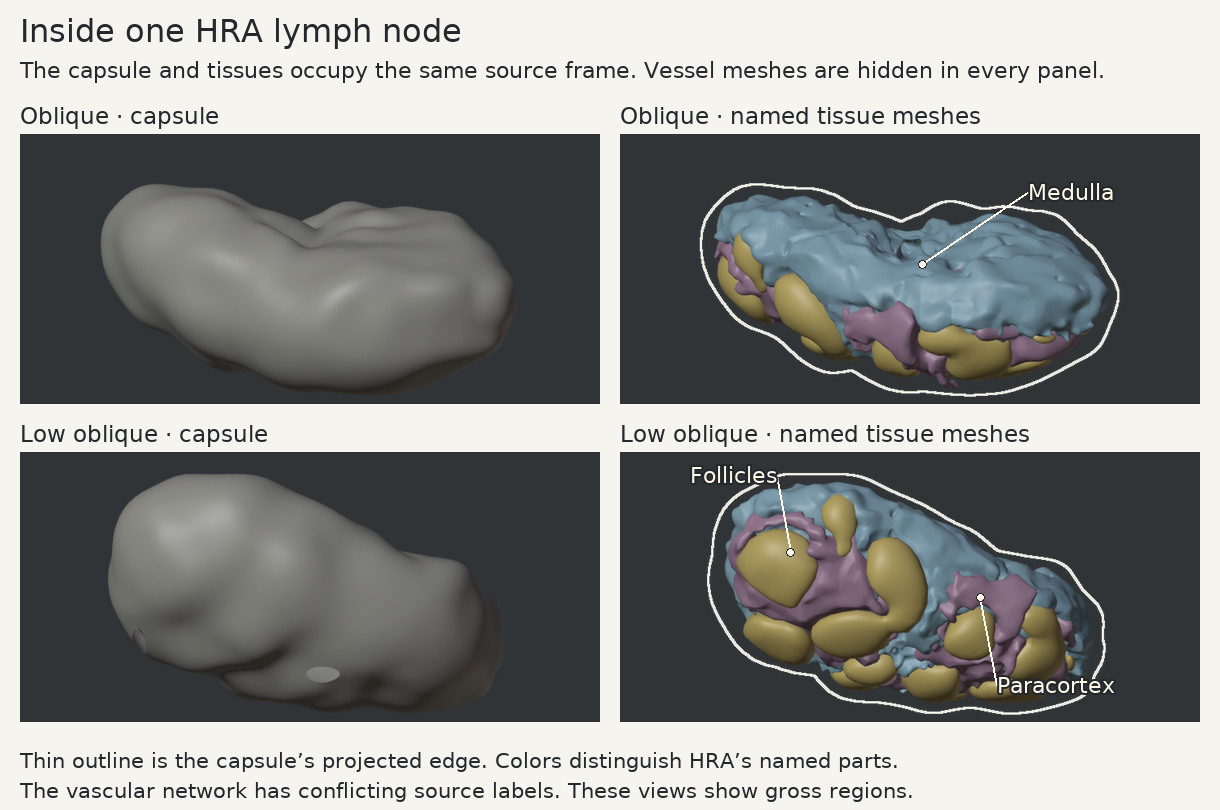 Inside one HRA lymph node
The capsule and tissues occupy the same source frame. Vessel meshes are hidden in every panel.
Oblique · capsule
Oblique · named tissue meshes
Medulla
Low oblique · capsule
Low oblique · named tissue meshes
Follicles
Paracortex
Thin outline is the capsule’s projected edge. Colors distinguish HRA’s named parts.
The vascular network has conflicting source labels. These views show gross regions.